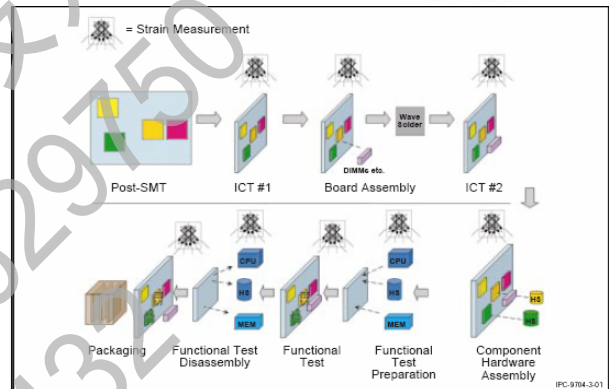 = Strain Measurement
Wave
Solder
DIMMs etc.
Post-SMT
ICT #1
Board Assembly
ICT #2
CPU
HS
MEM
CPU
HS
MEM
HS
HS
Packaging
Functional Test
Disassembly
Functional
Test
Functional
Test
Preparation
Component
Hardware
Assembly
IPC-9704-3-01